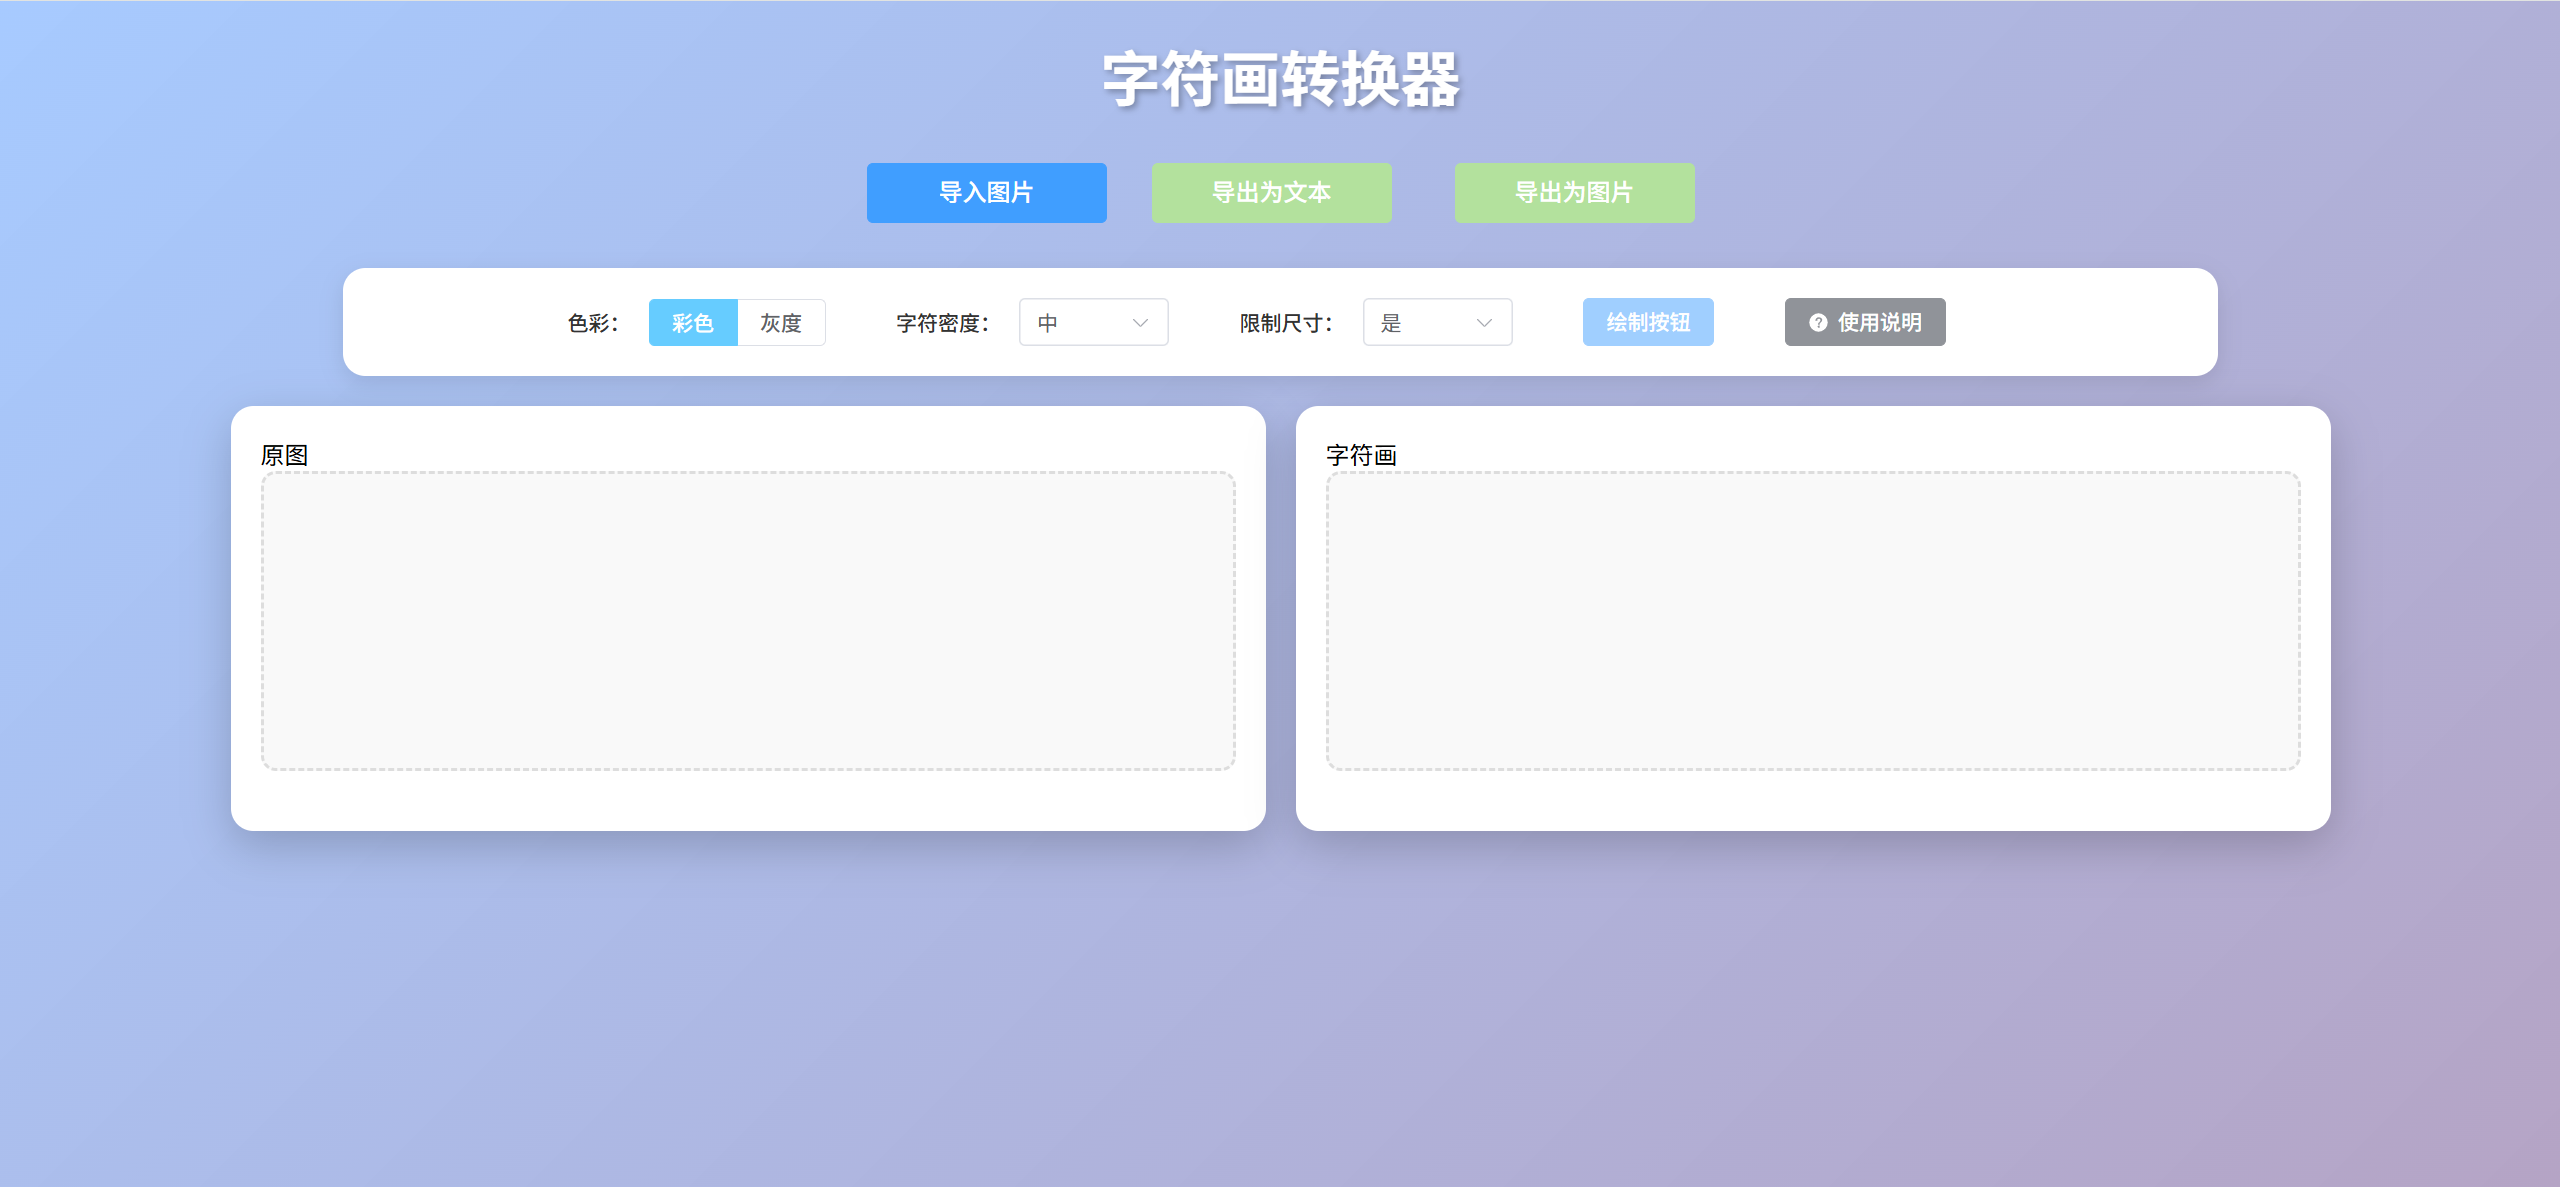 字符画转换器
导入图片 导出为文本 导出为图片
色彩： 彩色 灰度 字符密度： 中 限制尺寸： 是 绘制按钮 使用说明
原图
字符画